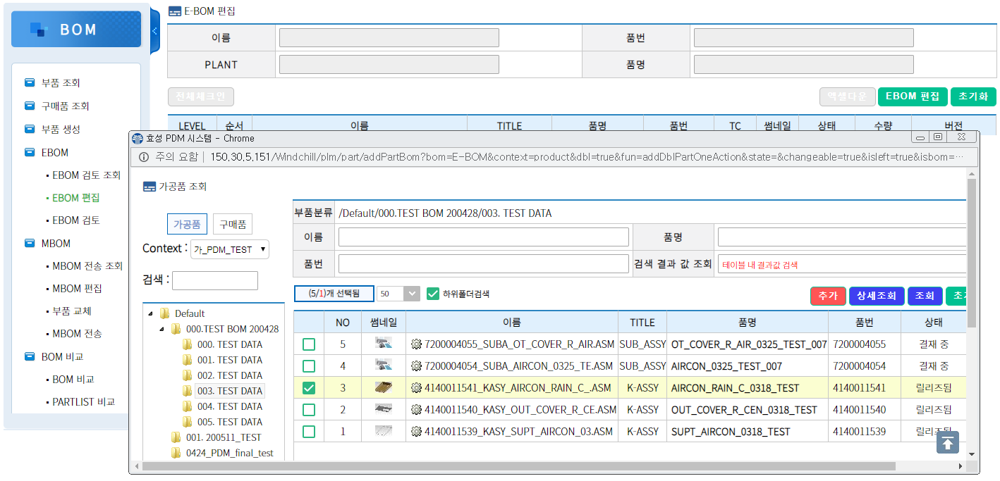 BOM
부품 조회
구매품 조회
부품 생성
EBOM
EBOM 검토 조회
EBOM 편집
EBOM 검토
MBOM
MBOM 전송 조회
MBOM 편집
부품 교체
MBOM 전송
BOM 비교
BOM 비교
PARTLIST 비교
E-BOM 편집
이름 품번
PLANT 품명
전체체크인 엑셀다운 EBOM 편집 초기화
LEVEL 순서 이름 TITLE 품명 품번 TC 썸네일 상태 수량 버전
효성 PDM 시스템 - Chrome
주의 요함 | 150.30.5.151/Windchill/plm/part/addPartBom?bom=E-BOM&context=product&dbl=true&fun=addDblPartOneAction&state=&changeable=true&isleft=true&isbom=…
가공품 조회
가공품 구매품
Context : 가_PDM_TEST
검색 :
Default
000.TEST BOM 200428
000. TEST DATA
001. TEST DATA
002. TEST DATA
003. TEST DATA
004. TEST DATA
005. TEST DATA
001. 200511_TEST
0424_PDM_final_test
부품분류 /Default/000.TEST BOM 200428/003. TEST DATA
이름 품명
품번 검색 결과 값 조회 테이블 내 결과값 검색
(5/1)개 선택됨 50 하위폴더검색 추가 상세조회 조회
NO 썸네일 이름 TITLE 품명 품번 상태
5 7200004055_SUBA_OT_COVER_R_AIR.ASM SUB_ASSY OT_COVER_R_AIR_0325_TEST_007 7200004055 결재 중
4 7200004054_SUBA_AIRCON_0325_TE.ASM SUB_ASSY AIRCON_0325_TEST_007 7200004054 결재 중
3 4140011541_KASY_AIRCON_RAIN_C_.ASM K-ASSY AIRCON_RAIN_C_0318_TEST 4140011541 릴리즈됨
2 4140011540_KASY_OUT_COVER_R_CE.ASM K-ASSY OUT_COVER_R_CEN_0318_TEST 4140011540 릴리즈됨
1 4140011539_KASY_SUPT_AIRCON_03.ASM K-ASSY SUPT_AIRCON_0318_TEST 4140011539 릴리즈됨